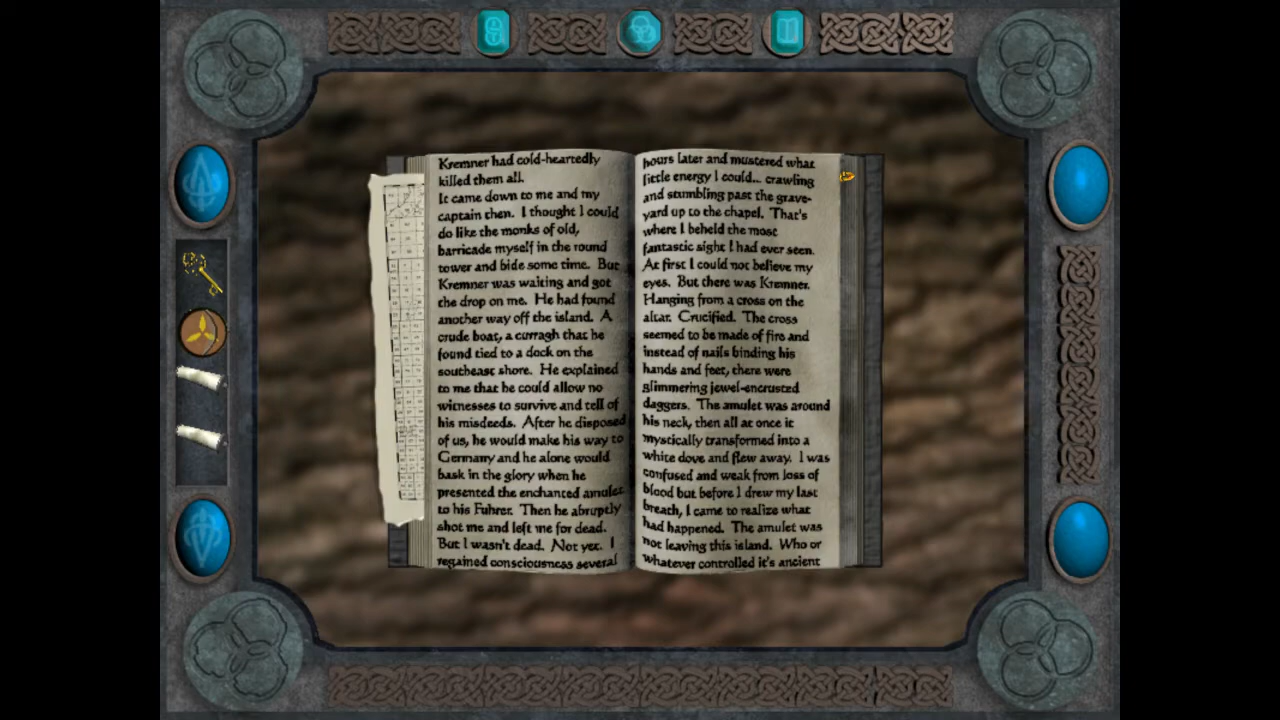 Kremner had cold-heartedly
killed them all.
It came down to me and my
captain then. I thought I could
do like the monks of old,
barricade myself in the round
tower and bide some time. But
Kremner was waiting and got
the drop on me. He had found
another way off the island. A
crude boat, a curragh that he
found tied to a dock on the
southeast shore. He explained
to me that he could allow no
witnesses to survive and tell of
his misdeeds. After he disposed
of us, he would make his way to
Germany and he alone would
bask in the glory when he
presented the enchanted amulet
to his Fuhrer. Then he abruptly
shot me and left me for dead.
But I wasn't dead. Not yet. I
regained consciousness several
hours later and mustered what
little energy I could... crawling
and stumbling past the grave-
yard up to the chapel. That's
where I beheld the most
fantastic sight I had ever seen.
At first I could not believe my
eyes. But there was Kremner.
Hanging from a cross on the
altar. Crucified. The cross
seemed to be made of fire and
instead of nails binding his
hands and feet, there were
glimmering jewel-encrusted
daggers. The amulet was around
his neck, then all at once it
mystically transformed into a
white dove and flew away. I was
confused and weak from loss of
blood but before I drew my last
breath, I came to realize what
had happened. The amulet was
not leaving this island. Who or
whatever controlled it's ancient